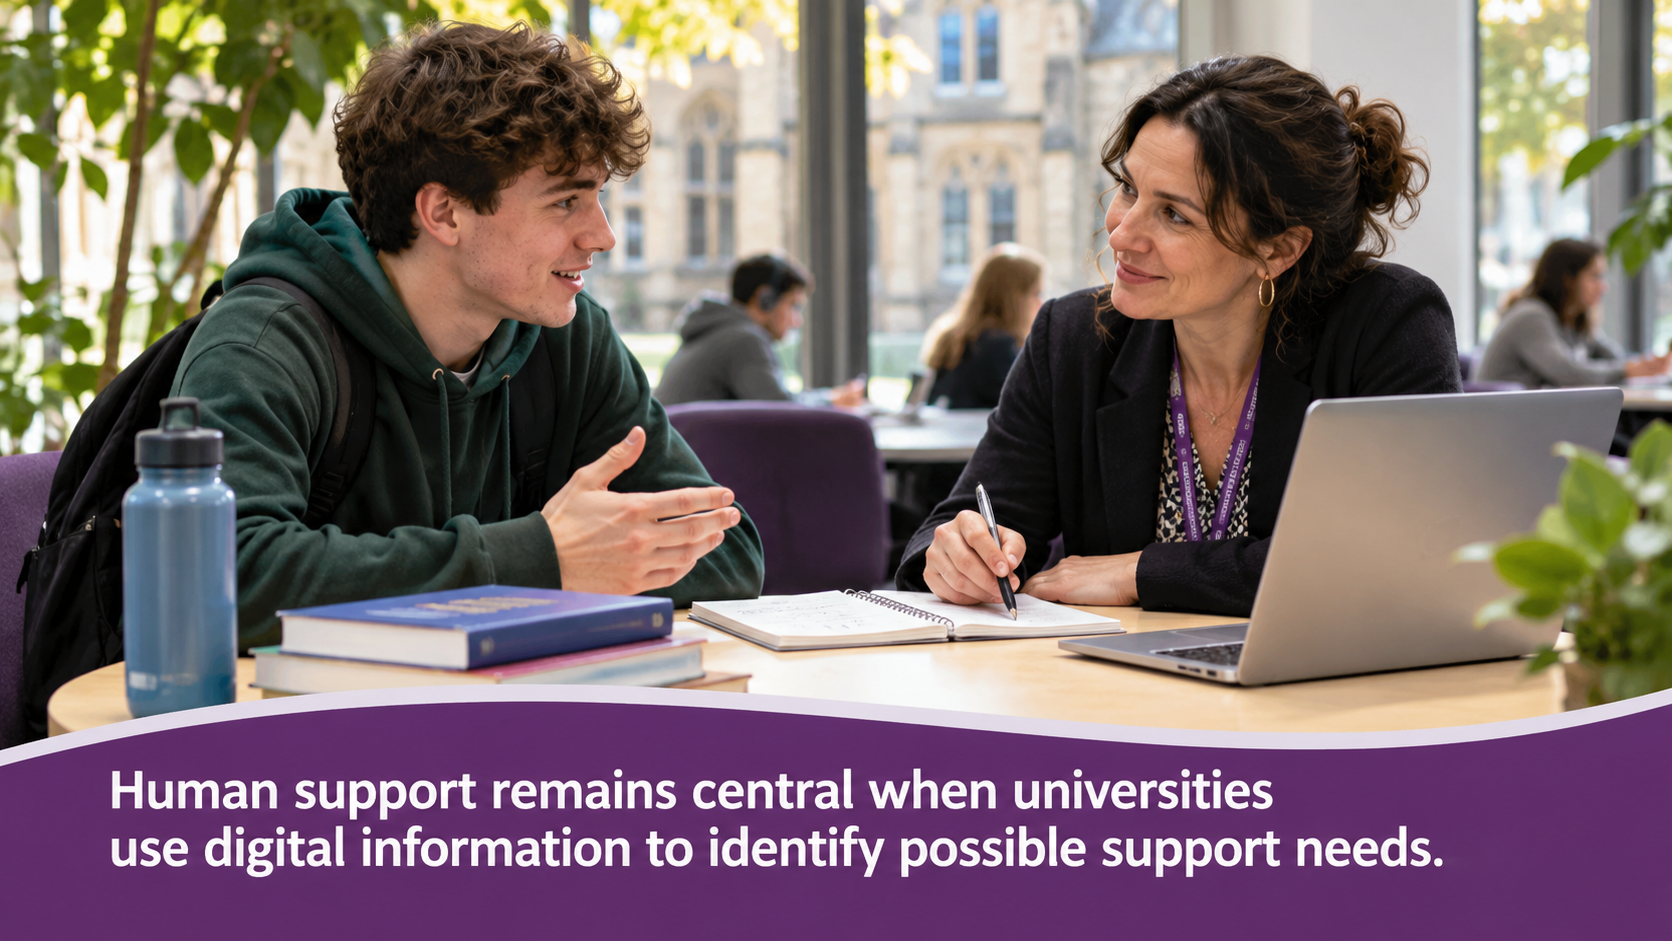 Human support remains central when universities
use digital information to identify possible support needs.